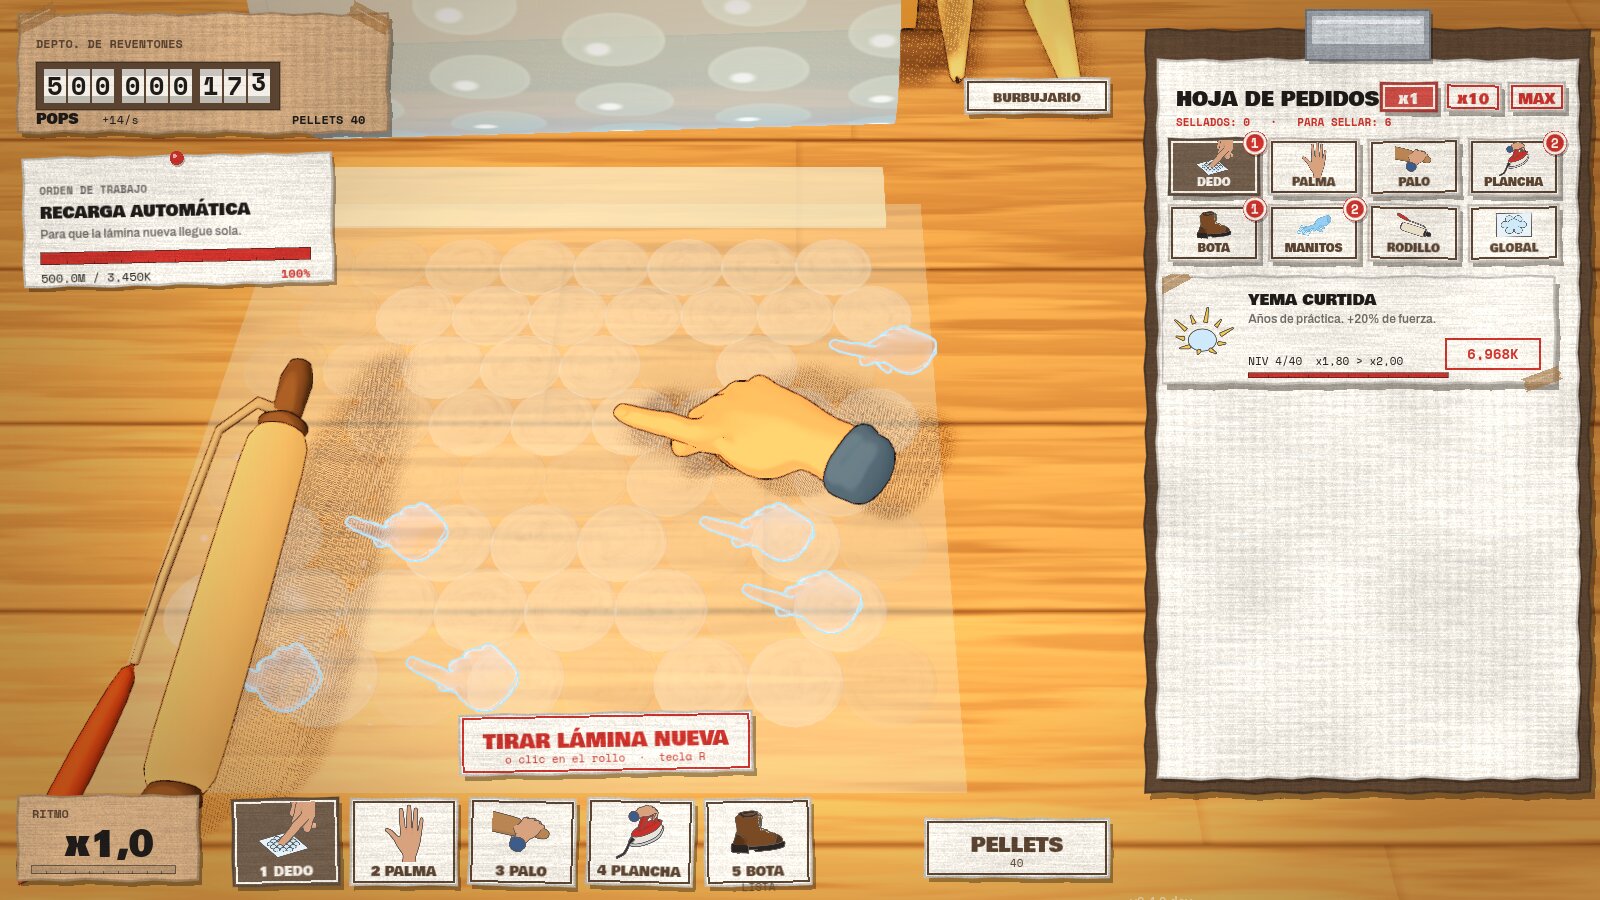 DEPTO. DE REVENTONES
500 000 173
POPS +14/s PELLETS 40
ORDEN DE TRABAJO
RECARGA AUTOMÁTICA
Para que la lámina nueva llegue sola.
500.0M / 3.450K 100%
BURBUJARIO
HOJA DE PEDIDOS x1 x10 MAX
SELLADOS: 0 · PARA SELLAR: 6
1 2
DEDO PALMA PALO PLANCHA
1 2
BOTA MANITOS RODILLO GLOBAL
YEMA CURTIDA
Años de práctica. +20% de fuerza.
NIV 4/40 x1,80 > x2,00 6.968K
TIRAR LÁMINA NUEVA
o clic en el rollo · tecla R
RITMO
x1,0
1 DEDO 2 PALMA 3 PALO 4 PLANCHA 5 BOTA
LISTA
PELLETS
40